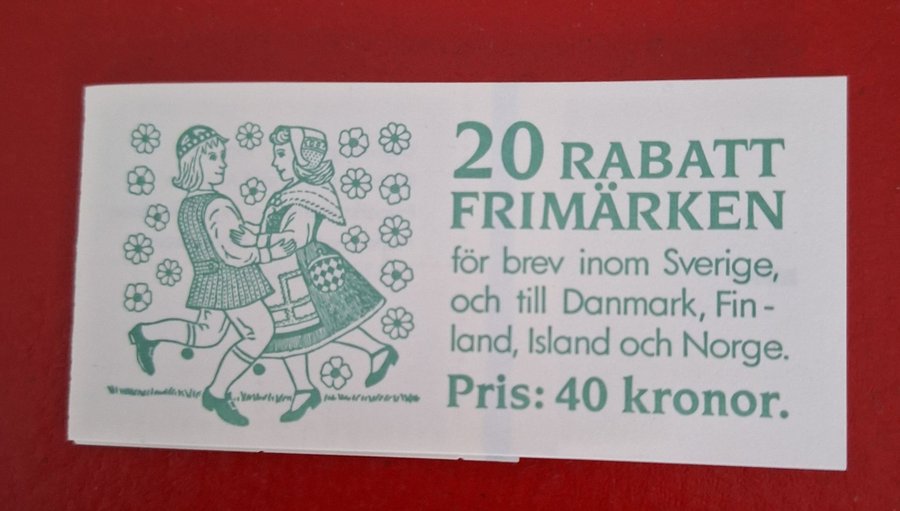 20 RABATT
FRIMÄRKEN
för brev inom Sverige,
och till Danmark, Fin-
land, Island och Norge.
Pris: 40 kronor.